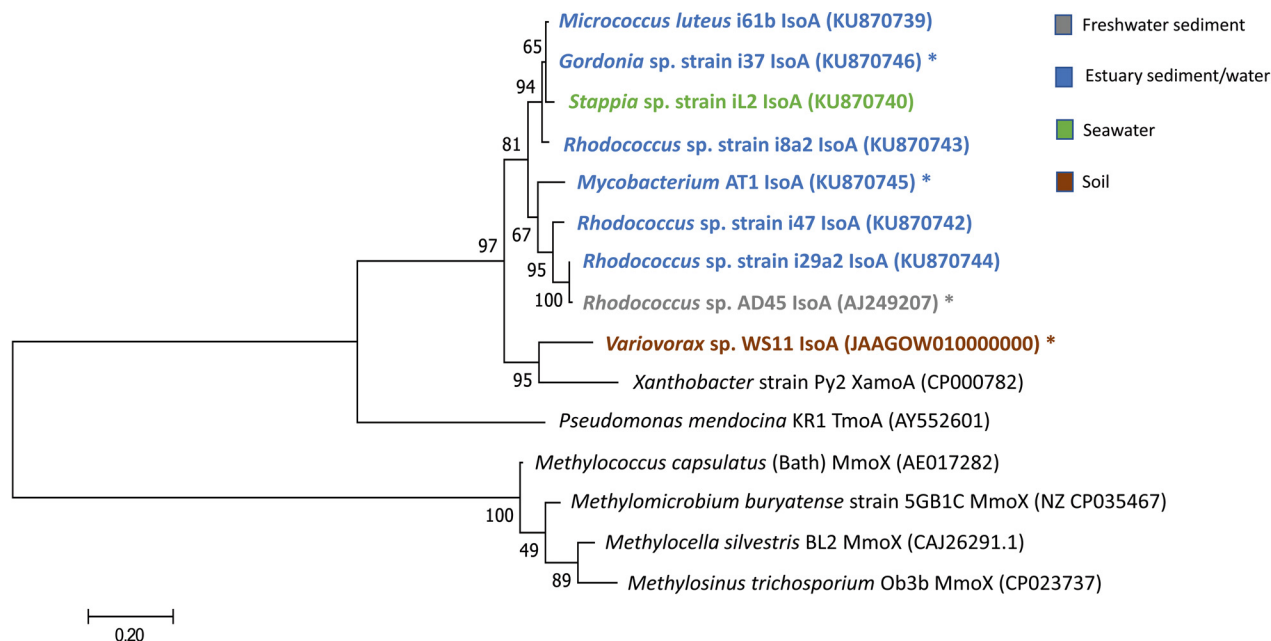 Micrococcus luteus i61b IsoA (KU870739)
Gordonia sp. strain i37 IsoA (KU870746) *
Stappia sp. strain iL2 IsoA (KU870740)
Rhodococcus sp. strain i8a2 IsoA (KU870743)
Mycobacterium AT1 IsoA (KU870745) *
Rhodococcus sp. strain i47 IsoA (KU870742)
Rhodococcus sp. strain i29a2 IsoA (KU870744)
Rhodococcus sp. AD45 IsoA (AJ249207) *
Variovorax sp. WS11 IsoA (JAAGOW010000000) *
Xanthobacter strain Py2 XamoA (CP000782)
Pseudomonas mendocina KR1 TmoA (AY552601)
Methylococcus capsulatus (Bath) MmoX (AE017282)
Methylomicrobium buryatense strain 5GB1C MmoX (NZ CP035467)
Methylocella silvestris BL2 MmoX (CAJ26291.1)
Methylosinus trichosporium Ob3b MmoX (CP023737)
65
94
81
67
97
95
100
95
100
49
89
0.20
Freshwater sediment
Estuary sediment/water
Seawater
Soil